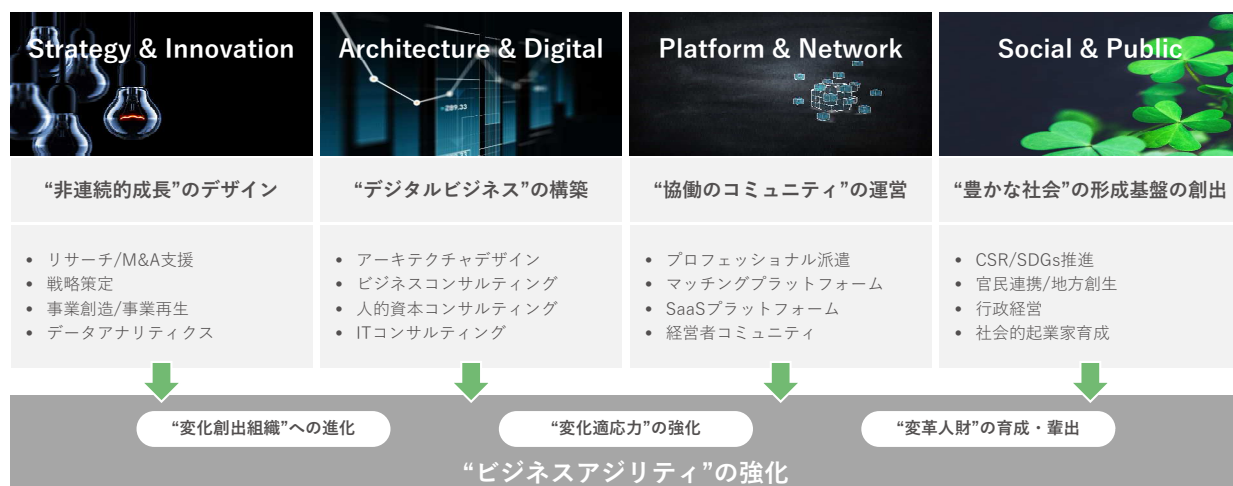 Strategy & Innovation
Architecture & Digital
Platform & Network
Social & Public
-289.33
“非連続的成長”のデザイン
“デジタルビジネス”の構築
“協働のコミュニティ”の運営
“豊かな社会”の形成基盤の創出
• リサーチ/M&A支援
• 戦略策定
• 事業創造/事業再生
• データアナリティクス
• アーキテクチャデザイン
• ビジネスコンサルティング
• 人的資本コンサルティング
• ITコンサルティング
• プロフェッショナル派遣
• マッチングプラットフォーム
• SaaSプラットフォーム
• 経営者コミュニティ
• CSR/SDGs推進
• 官民連携/地方創生
• 行政経営
• 社会的起業家育成
“変化創出組織”への進化
“変化適応力”の強化
“変革人財”の育成・輩出
“ビジネスアジリティ”の強化